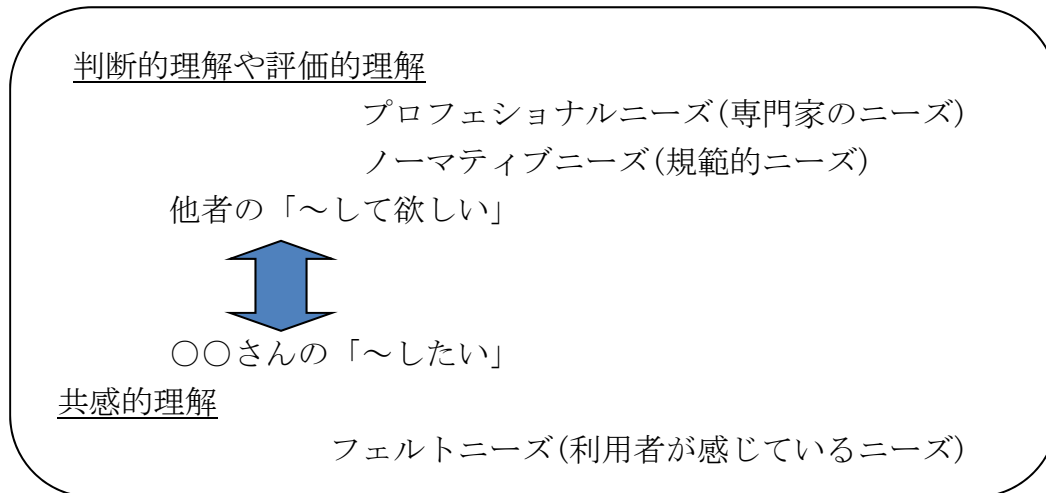 判断的理解や評価的理解
プロフェショナルニーズ(専門家のニーズ)
ノーマティブニーズ(規範的ニーズ)
他者の「～して欲しい」
○○さんの「～したい」
共感的理解
フェルトニーズ(利用者が感じているニーズ)